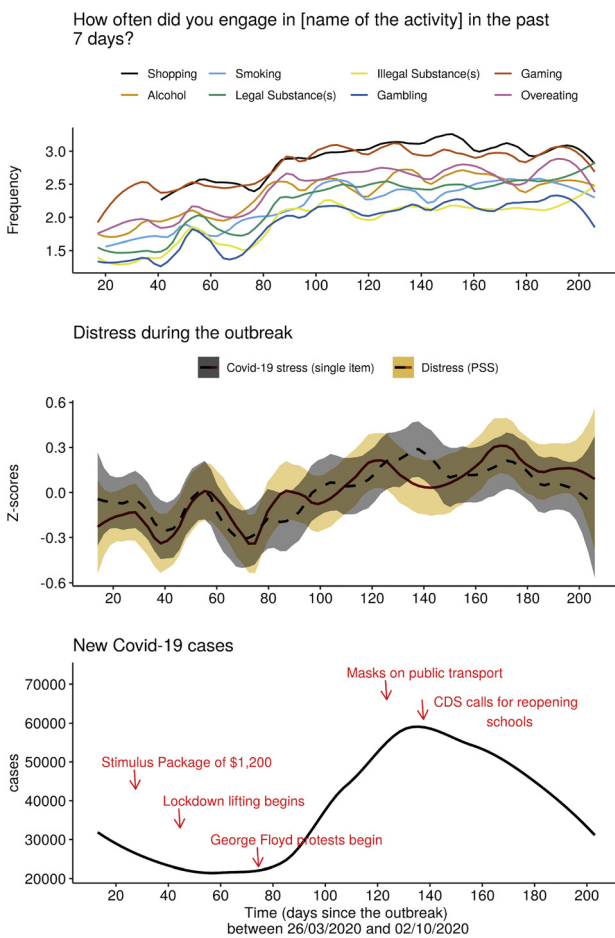 How often did you engage in [name of the activity] in the past
7 days?
Shopping Smoking Illegal Substance(s) Gaming
Alcohol Legal Substance(s) Gambling Overeating
Frequency
3.0
2.5
2.0
1.5
20 40 60 80 100 120 140 160 180 200
Distress during the outbreak
Covid-19 stress (single item) Distress (PSS)
Z-scores
0.6
0.3
0.0
-0.3
-0.6
20 40 60 80 100 120 140 160 180 200
New Covid-19 cases
Masks on public transport
CDS calls for reopening
schools
Stimulus Package of $1,200
Lockdown lifting begins
George Floyd protests begin
cases
70000
60000
50000
40000
30000
20000
20 40 60 80 100 120 140 160 180 200
Time (days since the outbreak)
between 26/03/2020 and 02/10/2020